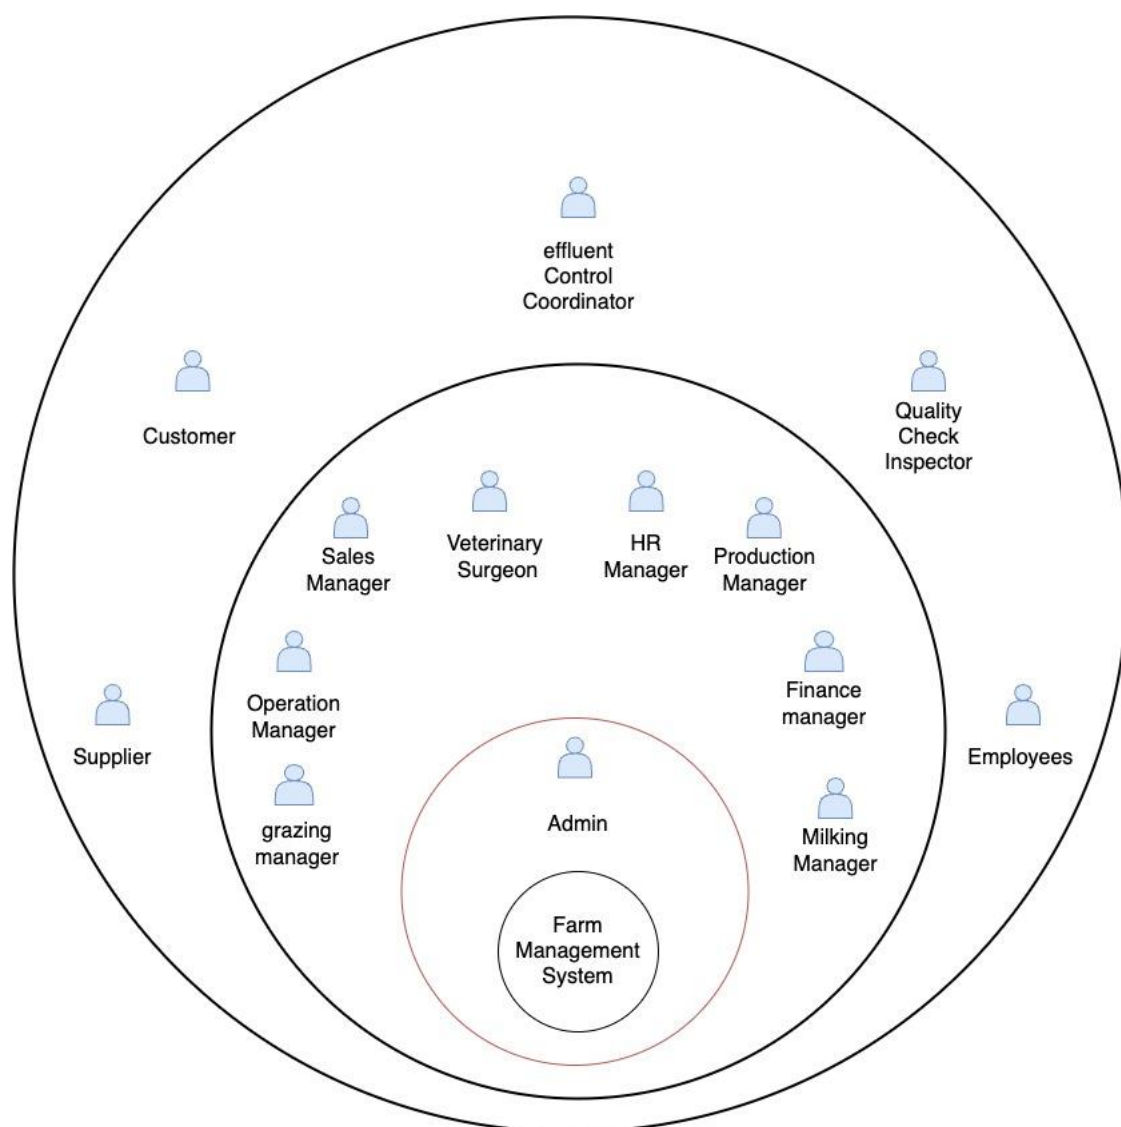 effluent
Control
Coordinator
Customer
Quality
Check
Inspector
Sales
Manager
Veterinary
Surgeon
HR
Manager
Production
Manager
Operation
Manager
Finance
manager
Supplier
Employees
grazing
manager
Admin
Milking
Manager
Farm
Management
System